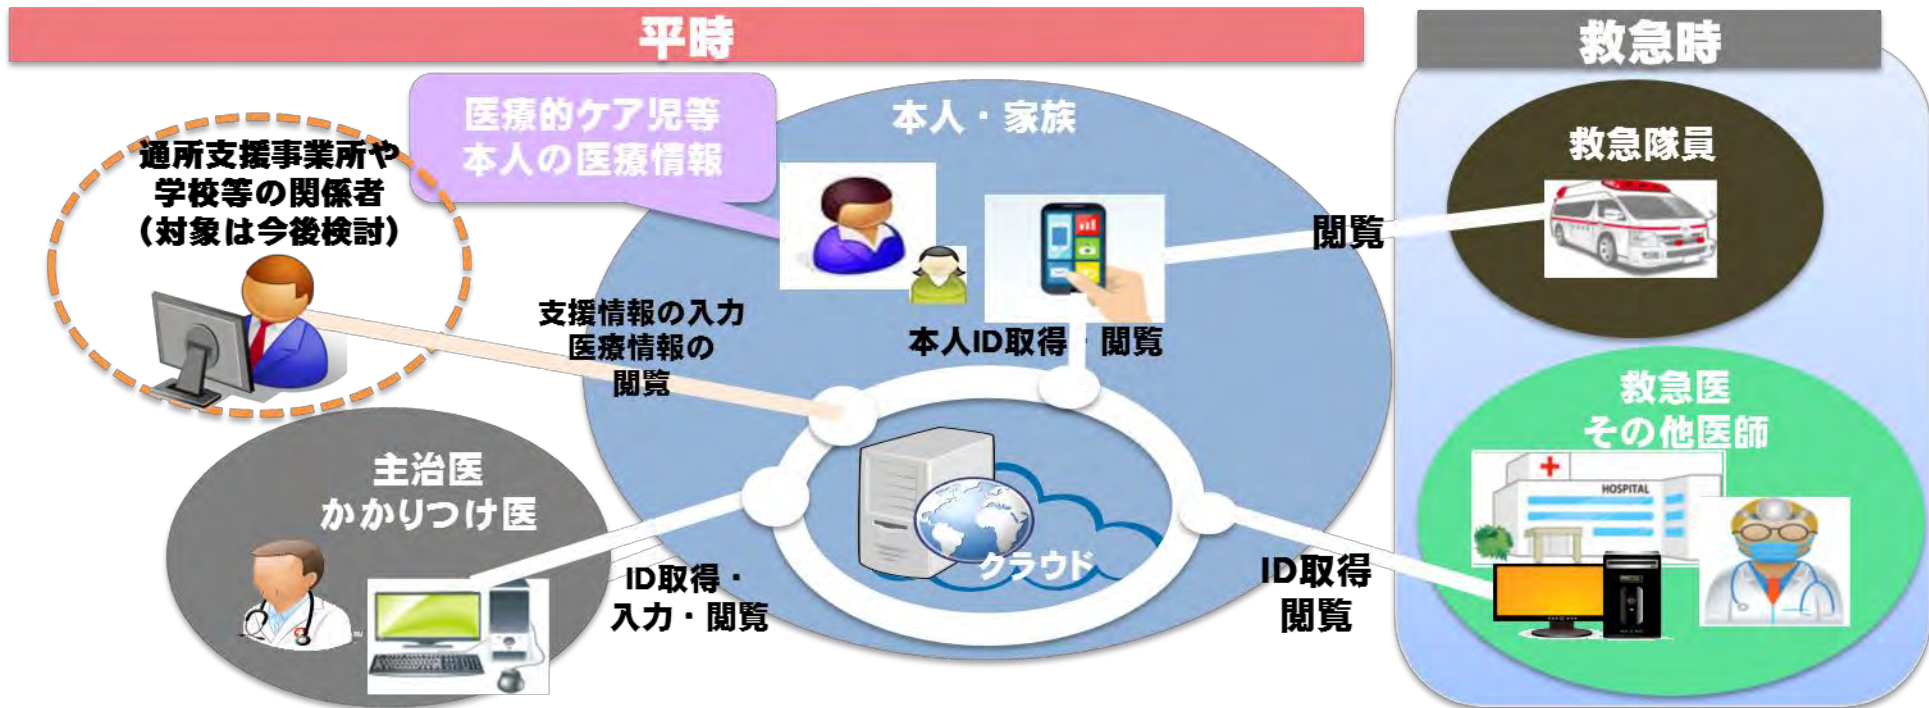 平時
救急時
医療的ケア児等
本人の医療情報
本人・家族
通所支援事業所や
学校等の関係者
（対象は今後検討）
救急隊員
閲覧
支援情報の入力
医療情報の
閲覧
本人ID取得・閲覧
救急医
その他医師
HOSPITAL
主治医
かかりつけ医
クラウド
ID取得・
入力・閲覧
ID取得
閲覧